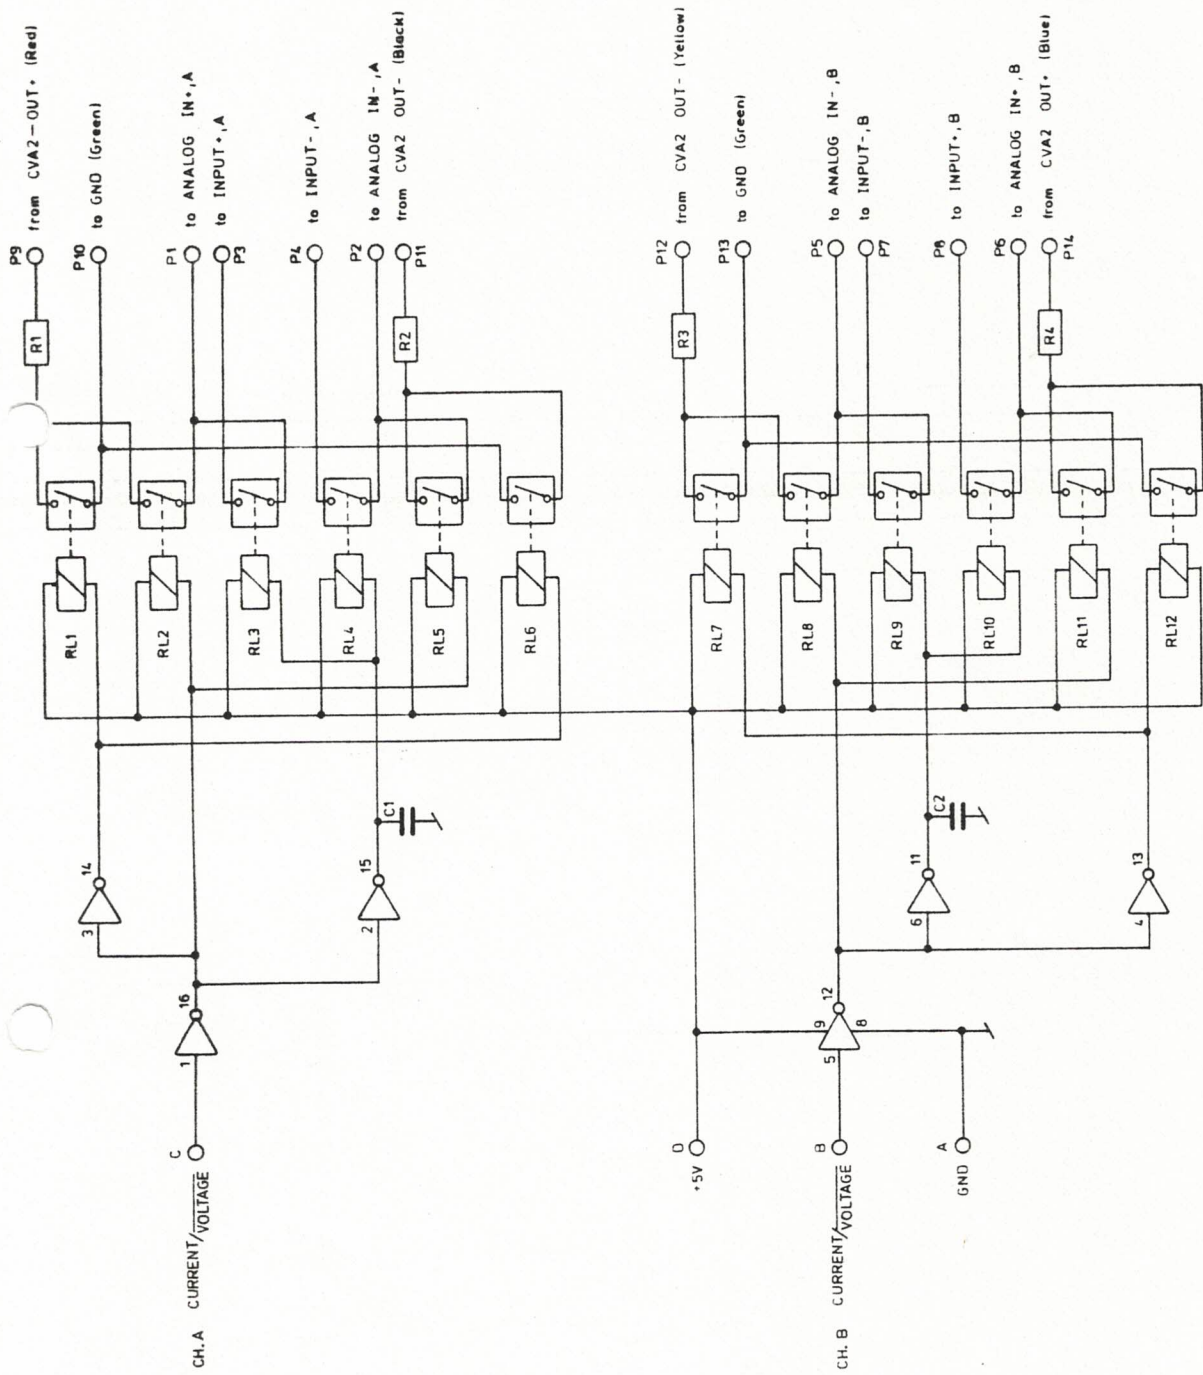 CH.A CURRENT/VOLTAGE
C
1
16
3
14
2
15
C1
RL1
RL2
RL3
RL4
RL5
RL6
R1
R2
P9
from CVA2-OUT+ (Red)
P10
to GND (Green)
P1
to ANALOG IN+,A
P3
to INPUT+,A
P4
to INPUT-,A
P2
to ANALOG IN-,A
P11
from CVA2 OUT- (Black)
+5V
D
CH. B CURRENT/VOLTAGE
B
GND
A
5
9
8
12
6
11
4
13
C2
RL7
RL8
RL9
RL10
RL11
RL12
R3
R4
P12
from CVA2 OUT- (Yellow)
P13
to GND (Green)
P5
to ANALOG IN-,B
P7
to INPUT-,B
P8
to INPUT+,B
P6
to ANALOG IN+,B
P14
from CVA2 OUT+ (Blue)